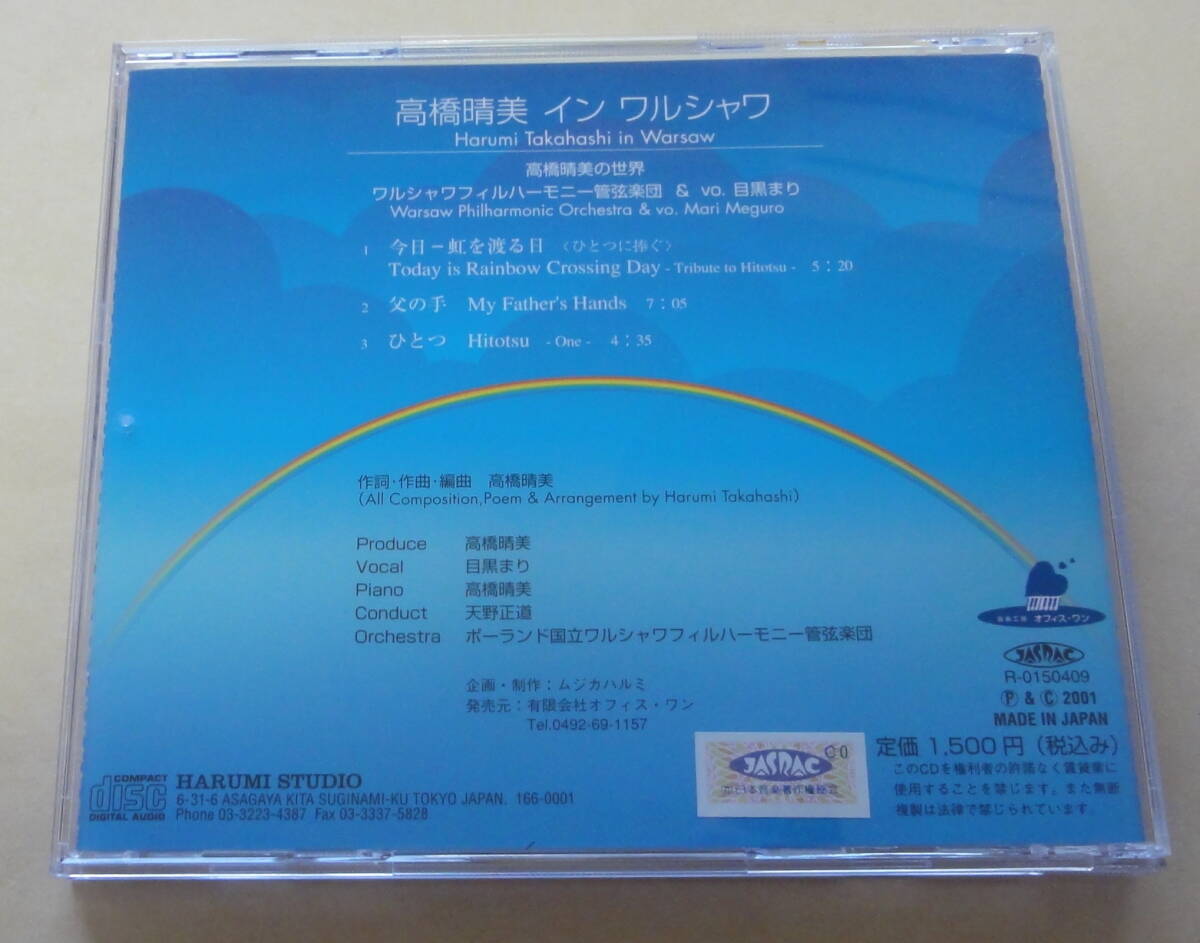 高橋晴美 イン ワルシャワ
Harumi Takahashi in Warsaw
高橋晴美の世界
ワルシャワフィルハーモニー管弦楽団 & vo. 目黒まり
Warsaw Philharmonic Orchestra & vo. Mari Meguro
1 今日－虹を渡る日 〈ひとつに捧ぐ〉
Today is Rainbow Crossing Day - Tribute to Hitotsu - 5：20
2 父の手 My Father's Hands 7：05
3 ひとつ Hitotsu - One - 4：35
作詞・作曲・編曲 高橋晴美
(All Composition,Poem & Arrangement by Harumi Takahashi)
Produce 高橋晴美
Vocal 目黒まり
Piano 高橋晴美
Conduct 天野正道
Orchestra ポーランド国立ワルシャワフィルハーモニー管弦楽団
企画・制作：ムジカハルミ
発売元：有限会社オフィス・ワン
Tel.0492-69-1157
オフィス・ワン
JASRAC
R-0150409
Ⓟ & Ⓒ 2001
MADE IN JAPAN
定価 1,500円（税込み）
このCDを権利者の許諾なく賃貸業に
使用することを禁じます。また無断
複製は法律で禁じられています。
JASRAC
COMPACT
disc
DIGITAL AUDIO
HARUMI STUDIO
6-31-6 ASAGAYA KITA SUGINAMI-KU TOKYO JAPAN. 166-0001
Phone 03-3223-4387 Fax 03-3337-5828